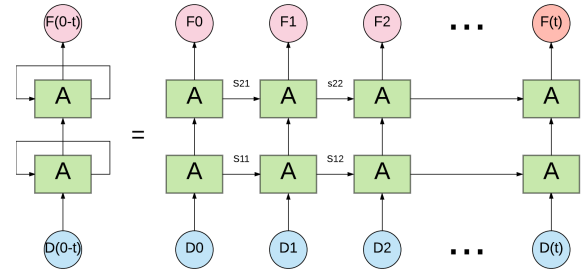 F(0-t) F0 F1 F2 ... F(t)
S21 s22
A A A A A
=
S11 S12
A A A A A
D(0-t) D0 D1 D2 ... D(t)